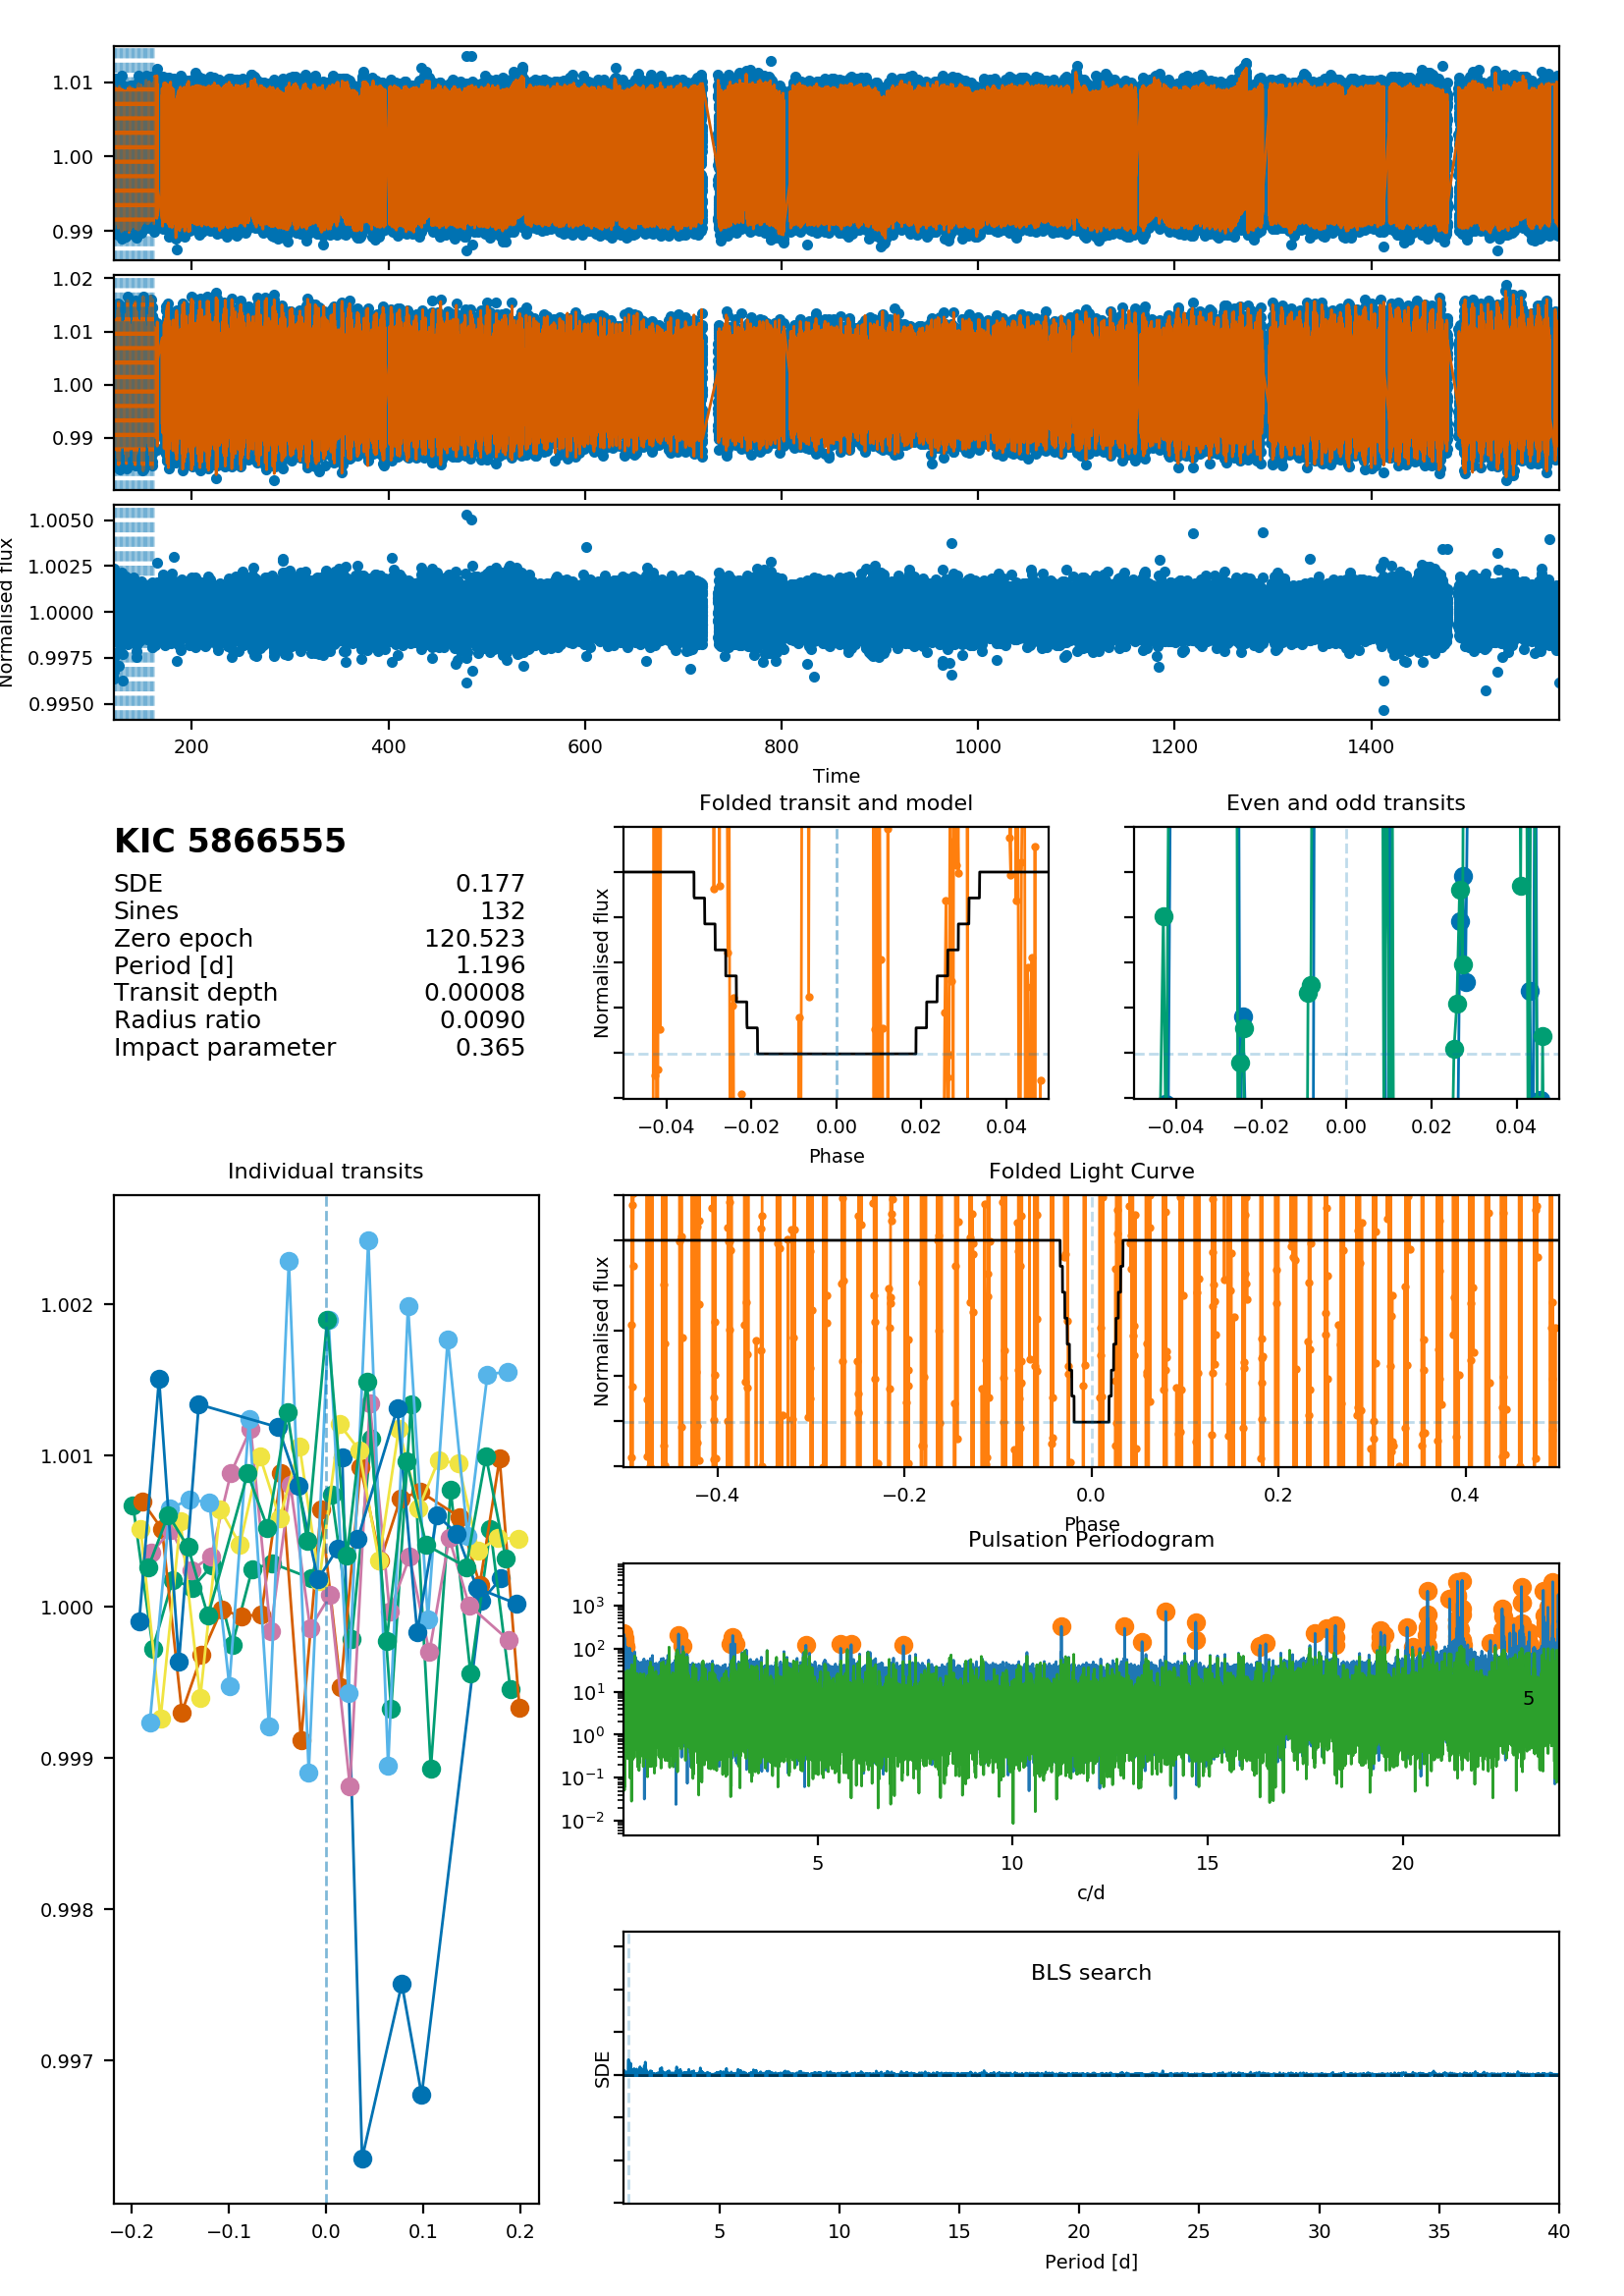 1.01
1.00
0.99
1.02
1.01
1.00
0.99
Normalised flux
1.0050
1.0025
1.0000
0.9975
0.9950
200 400 600 800 1000 1200 1400
Time
KIC 5866555
SDE 0.177
Sines 132
Zero epoch 120.523
Period [d] 1.196
Transit depth 0.00008
Radius ratio 0.0090
Impact parameter 0.365
Folded transit and model
Normalised flux
−0.04 −0.02 0.00 0.02 0.04
Phase
Even and odd transits
−0.04 −0.02 0.00 0.02 0.04
Individual transits
1.002
1.001
1.000
0.999
0.998
0.997
−0.2 −0.1 0.0 0.1 0.2
Folded Light Curve
Normalised flux
−0.4 −0.2 0.0 0.2 0.4
Phase
Pulsation Periodogram
10³
10²
10¹
10⁰
10⁻¹
10⁻²
5
5 10 15 20
c/d
BLS search
SDE
5 10 15 20 25 30 35 40
Period [d]